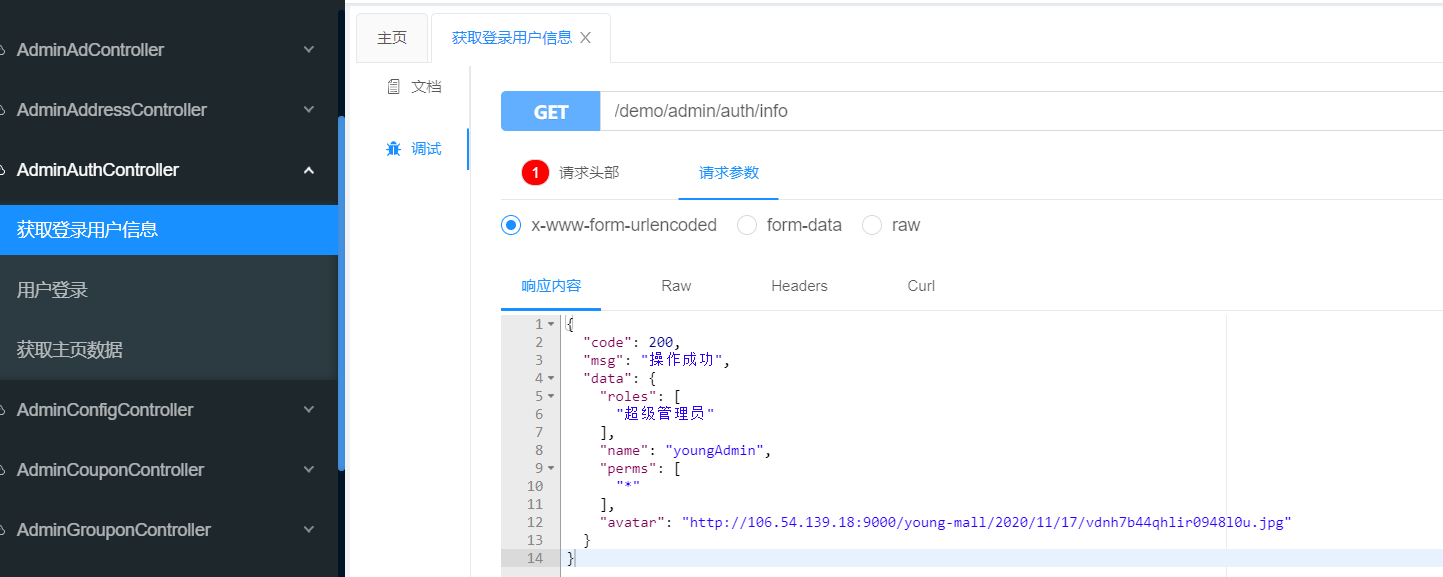 AdminAdController
AdminAddressController
AdminAuthController
获取登录用户信息
用户登录
获取主页数据
AdminConfigController
AdminCouponController
AdminGrouponController
主页
获取登录用户信息
文档
调试
GET /demo/admin/auth/info
1 请求头部 请求参数
x-www-form-urlencoded form-data raw
响应内容 Raw Headers Curl
1 {
2 "code": 200,
3 "msg": "操作成功",
4 "data": {
5 "roles": [
6 "超级管理员"
7 ],
8 "name": "youngAdmin",
9 "perms": [
10 "*"
11 ],
12 "avatar": "http://106.54.139.18:9000/young-mall/2020/11/17/vdnh7b44qhlir0948l0u.jpg"
13 }
14 }